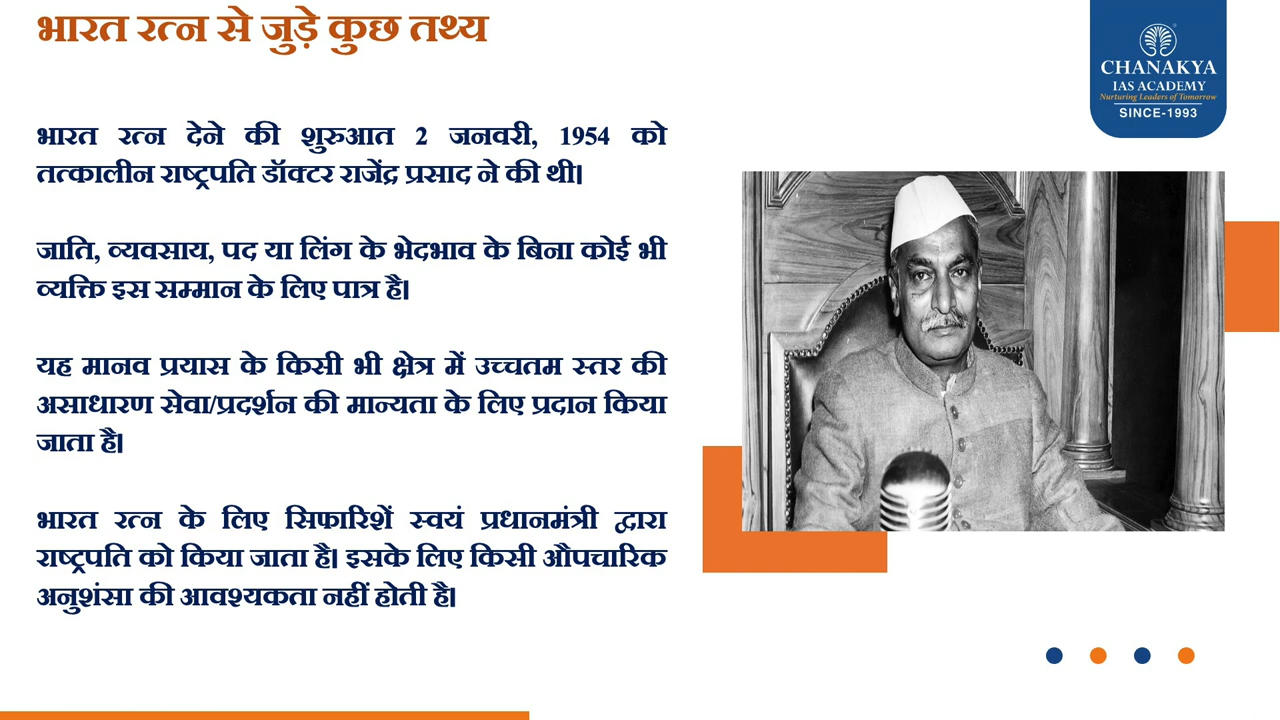 भारत रत्न से जुड़े कुछ तथ्य
CHANAKYA
IAS ACADEMY
Nurturing Leaders of Tomorrow
SINCE-1993
भारत रत्न देने की शुरुआत 2 जनवरी, 1954 को
तत्कालीन राष्ट्रपति डॉक्टर राजेंद्र प्रसाद ने की थी।
जाति, व्यवसाय, पद या लिंग के भेदभाव के बिना कोई भी
व्यक्ति इस सम्मान के लिए पात्र है।
यह मानव प्रयास के किसी भी क्षेत्र में उच्चतम स्तर की
असाधारण सेवा/प्रदर्शन की मान्यता के लिए प्रदान किया
जाता है।
भारत रत्न के लिए सिफारिशें स्वयं प्रधानमंत्री द्वारा
राष्ट्रपति को किया जाता है। इसके लिए किसी औपचारिक
अनुशंसा की आवश्यकता नहीं होती है।